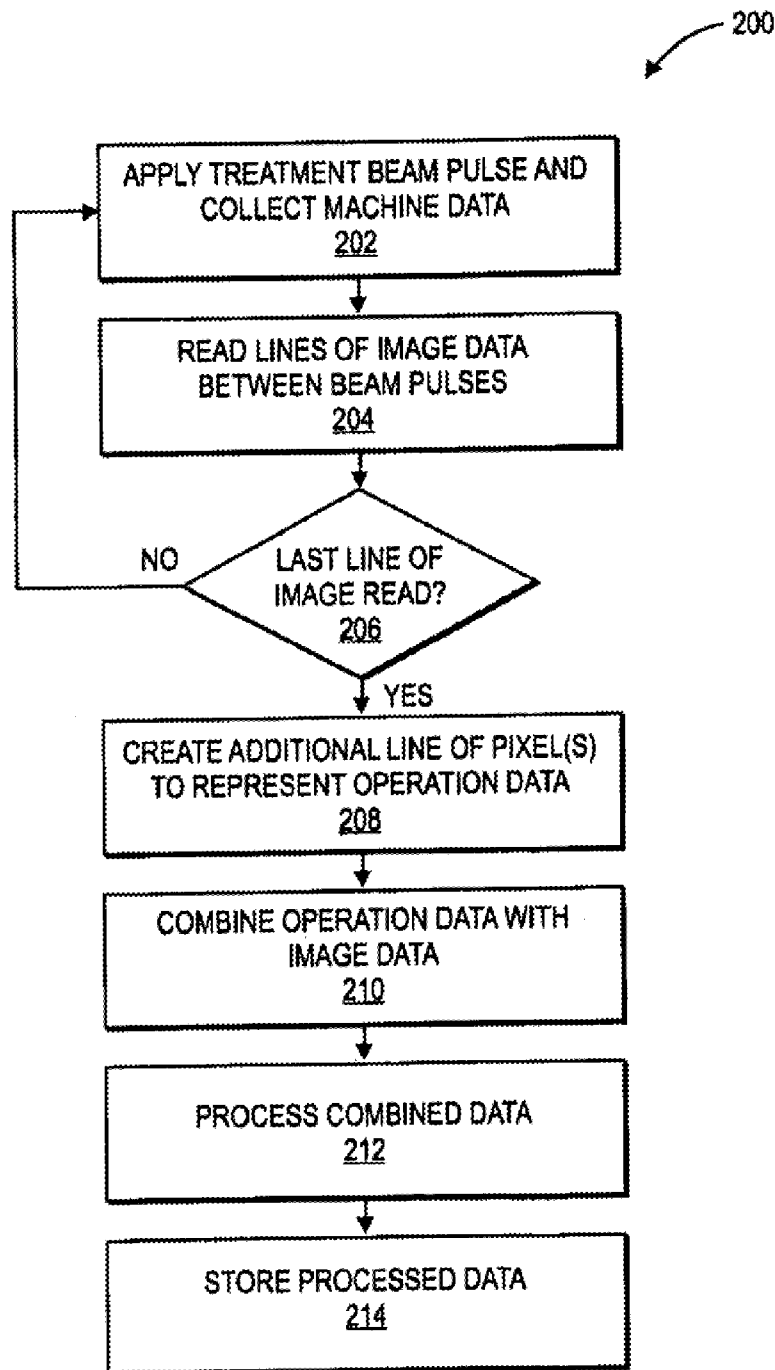 200
APPLY TREATMENT BEAM PULSE AND
COLLECT MACHINE DATA
202
READ LINES OF IMAGE DATA
BETWEEN BEAM PULSES
204
NO
LAST LINE OF
IMAGE READ?
206
YES
CREATE ADDITIONAL LINE OF PIXEL(S)
TO REPRESENT OPERATION DATA
208
COMBINE OPERATION DATA WITH
IMAGE DATA
210
PROCESS COMBINED DATA
212
STORE PROCESSED DATA
214